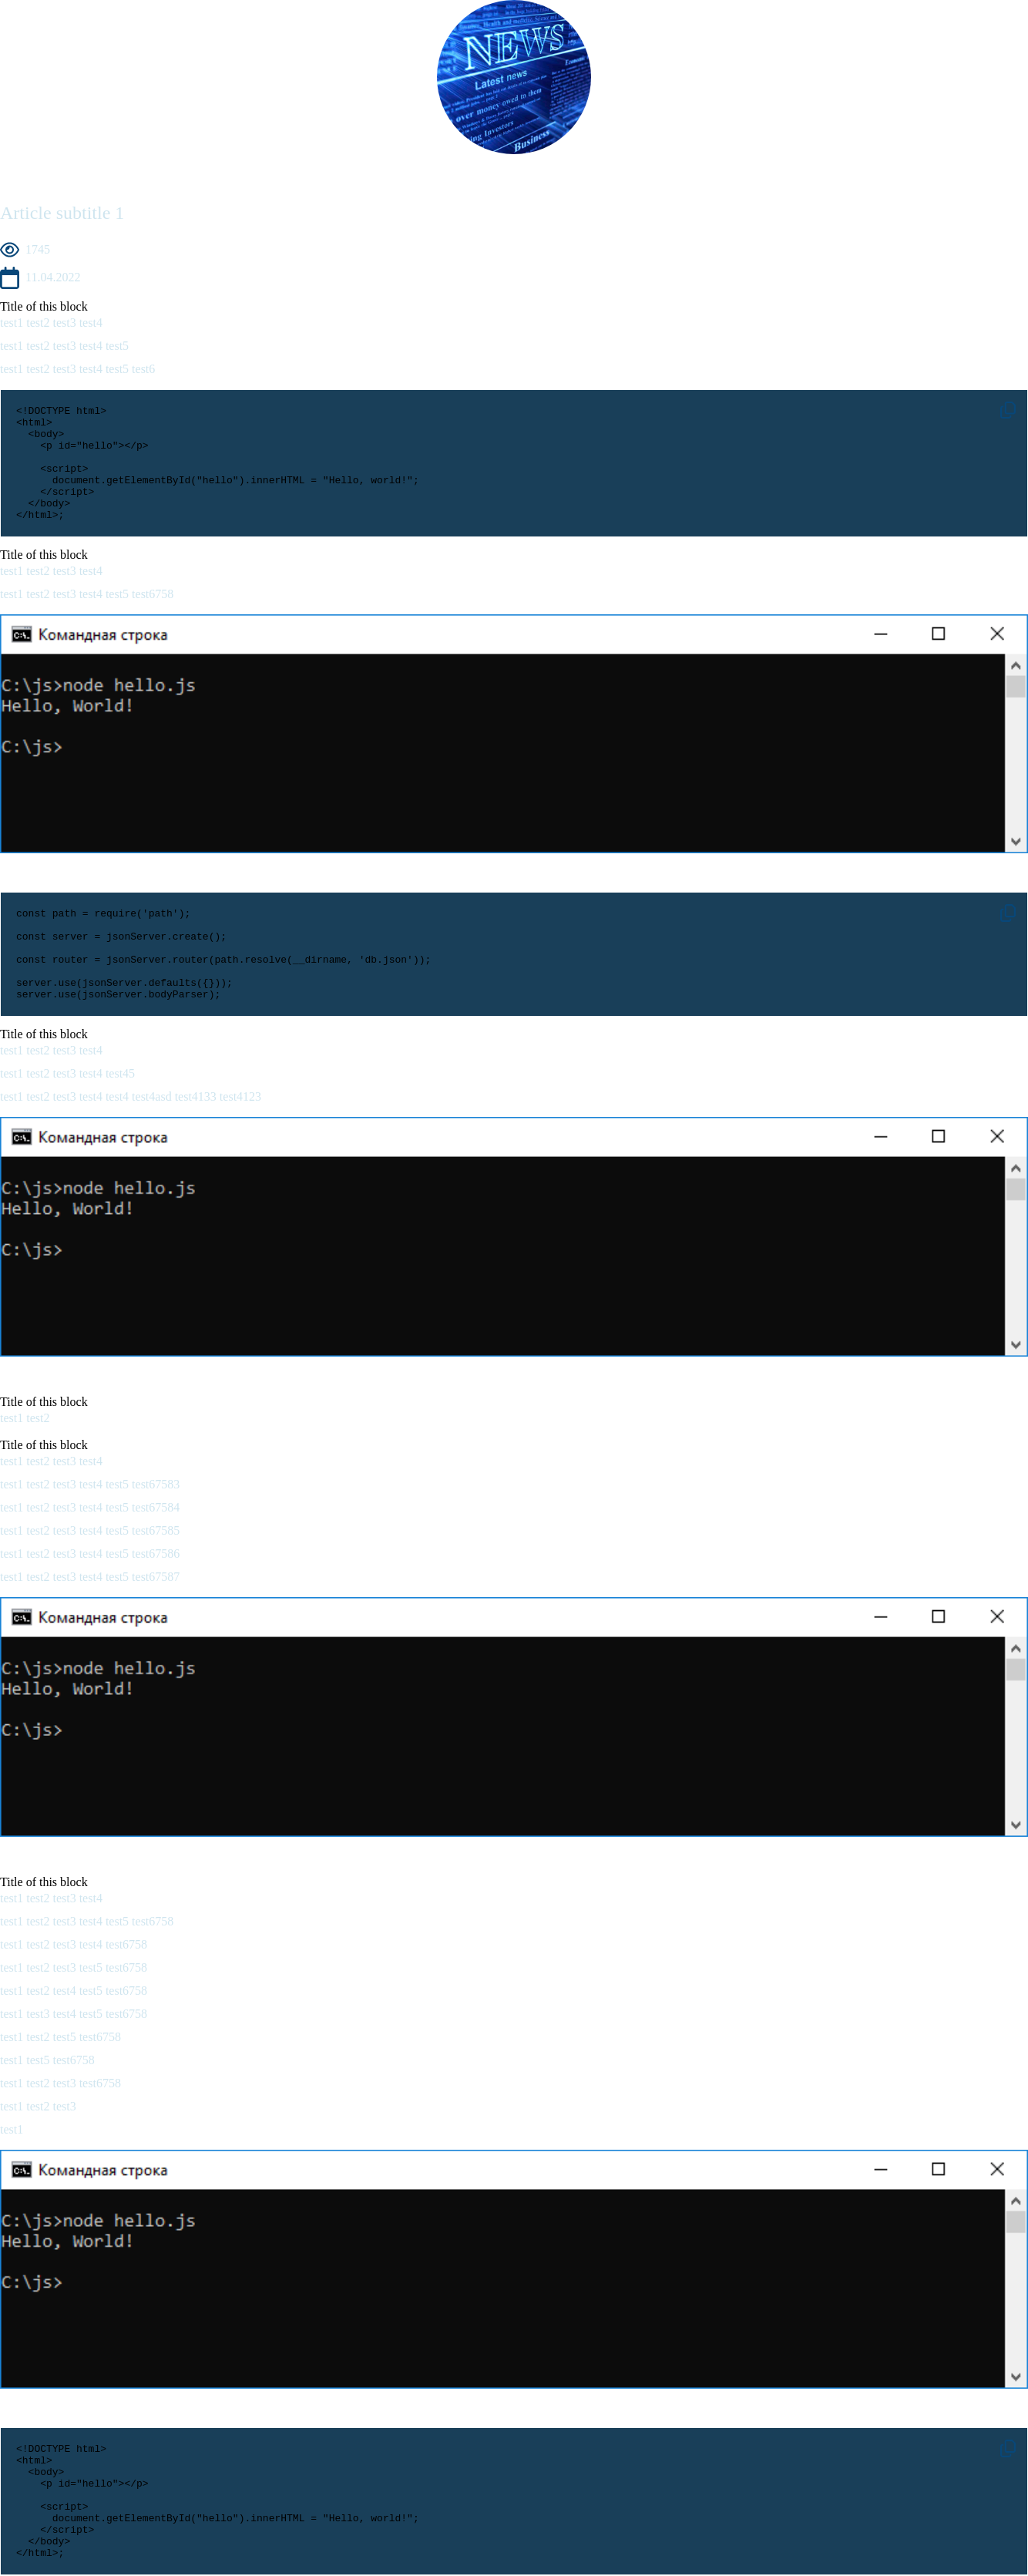 NEWS
Latest news
over money owed to them
Investors
Business
Article subtitle 1
1745
11.04.2022
Title of this block
test1 test2 test3 test4
test1 test2 test3 test4 test5
test1 test2 test3 test4 test5 test6
<!DOCTYPE html>
<html>
  <body>
    <p id="hello"></p>

    <script>
      document.getElementById("hello").innerHTML = "Hello, world!";
    </script>
  </body>
</html>;
Title of this block
test1 test2 test3 test4
test1 test2 test3 test4 test5 test6758
Командная строка
C:\js>node hello.js
Hello, World!
C:\js>
const path = require('path');

const server = jsonServer.create();

const router = jsonServer.router(path.resolve(__dirname, 'db.json'));

server.use(jsonServer.defaults({}));
server.use(jsonServer.bodyParser);
Title of this block
test1 test2 test3 test4
test1 test2 test3 test4 test45
test1 test2 test3 test4 test4 test4asd test4133 test4123
Командная строка
C:\js>node hello.js
Hello, World!
C:\js>
Title of this block
test1 test2
Title of this block
test1 test2 test3 test4
test1 test2 test3 test4 test5 test67583
test1 test2 test3 test4 test5 test67584
test1 test2 test3 test4 test5 test67585
test1 test2 test3 test4 test5 test67586
test1 test2 test3 test4 test5 test67587
Командная строка
C:\js>node hello.js
Hello, World!
C:\js>
Title of this block
test1 test2 test3 test4
test1 test2 test3 test4 test5 test6758
test1 test2 test3 test4 test6758
test1 test2 test3 test5 test6758
test1 test2 test4 test5 test6758
test1 test3 test4 test5 test6758
test1 test2 test5 test6758
test1 test5 test6758
test1 test2 test3 test6758
test1 test2 test3
test1
Командная строка
C:\js>node hello.js
Hello, World!
C:\js>
<!DOCTYPE html>
<html>
  <body>
    <p id="hello"></p>

    <script>
      document.getElementById("hello").innerHTML = "Hello, world!";
    </script>
  </body>
</html>;